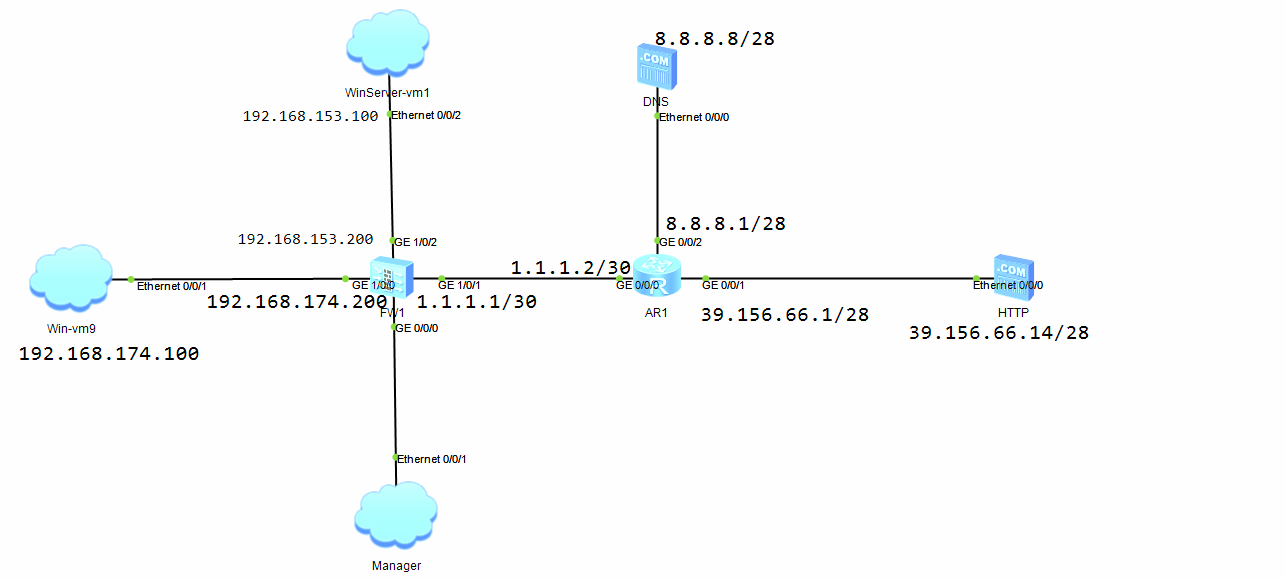 8.8.8.8/28
.COM
WinServer-vm1
DNS
192.168.153.100
Ethernet 0/0/2
Ethernet 0/0/0
8.8.8.1/28
192.168.153.200
GE 1/0/2
GE 0/0/2
1.1.1.2/30
.COM
R
Ethernet 0/0/1
GE 1/0/0
GE 1/0/1
GE 0/0/0
GE 0/0/1
Ethernet 0/0/0
192.168.174.200
1.1.1.1/30
FW1
AR1
39.156.66.1/28
HTTP
Win-vm9
GE 0/0/0
39.156.66.14/28
192.168.174.100
Ethernet 0/0/1
Manager